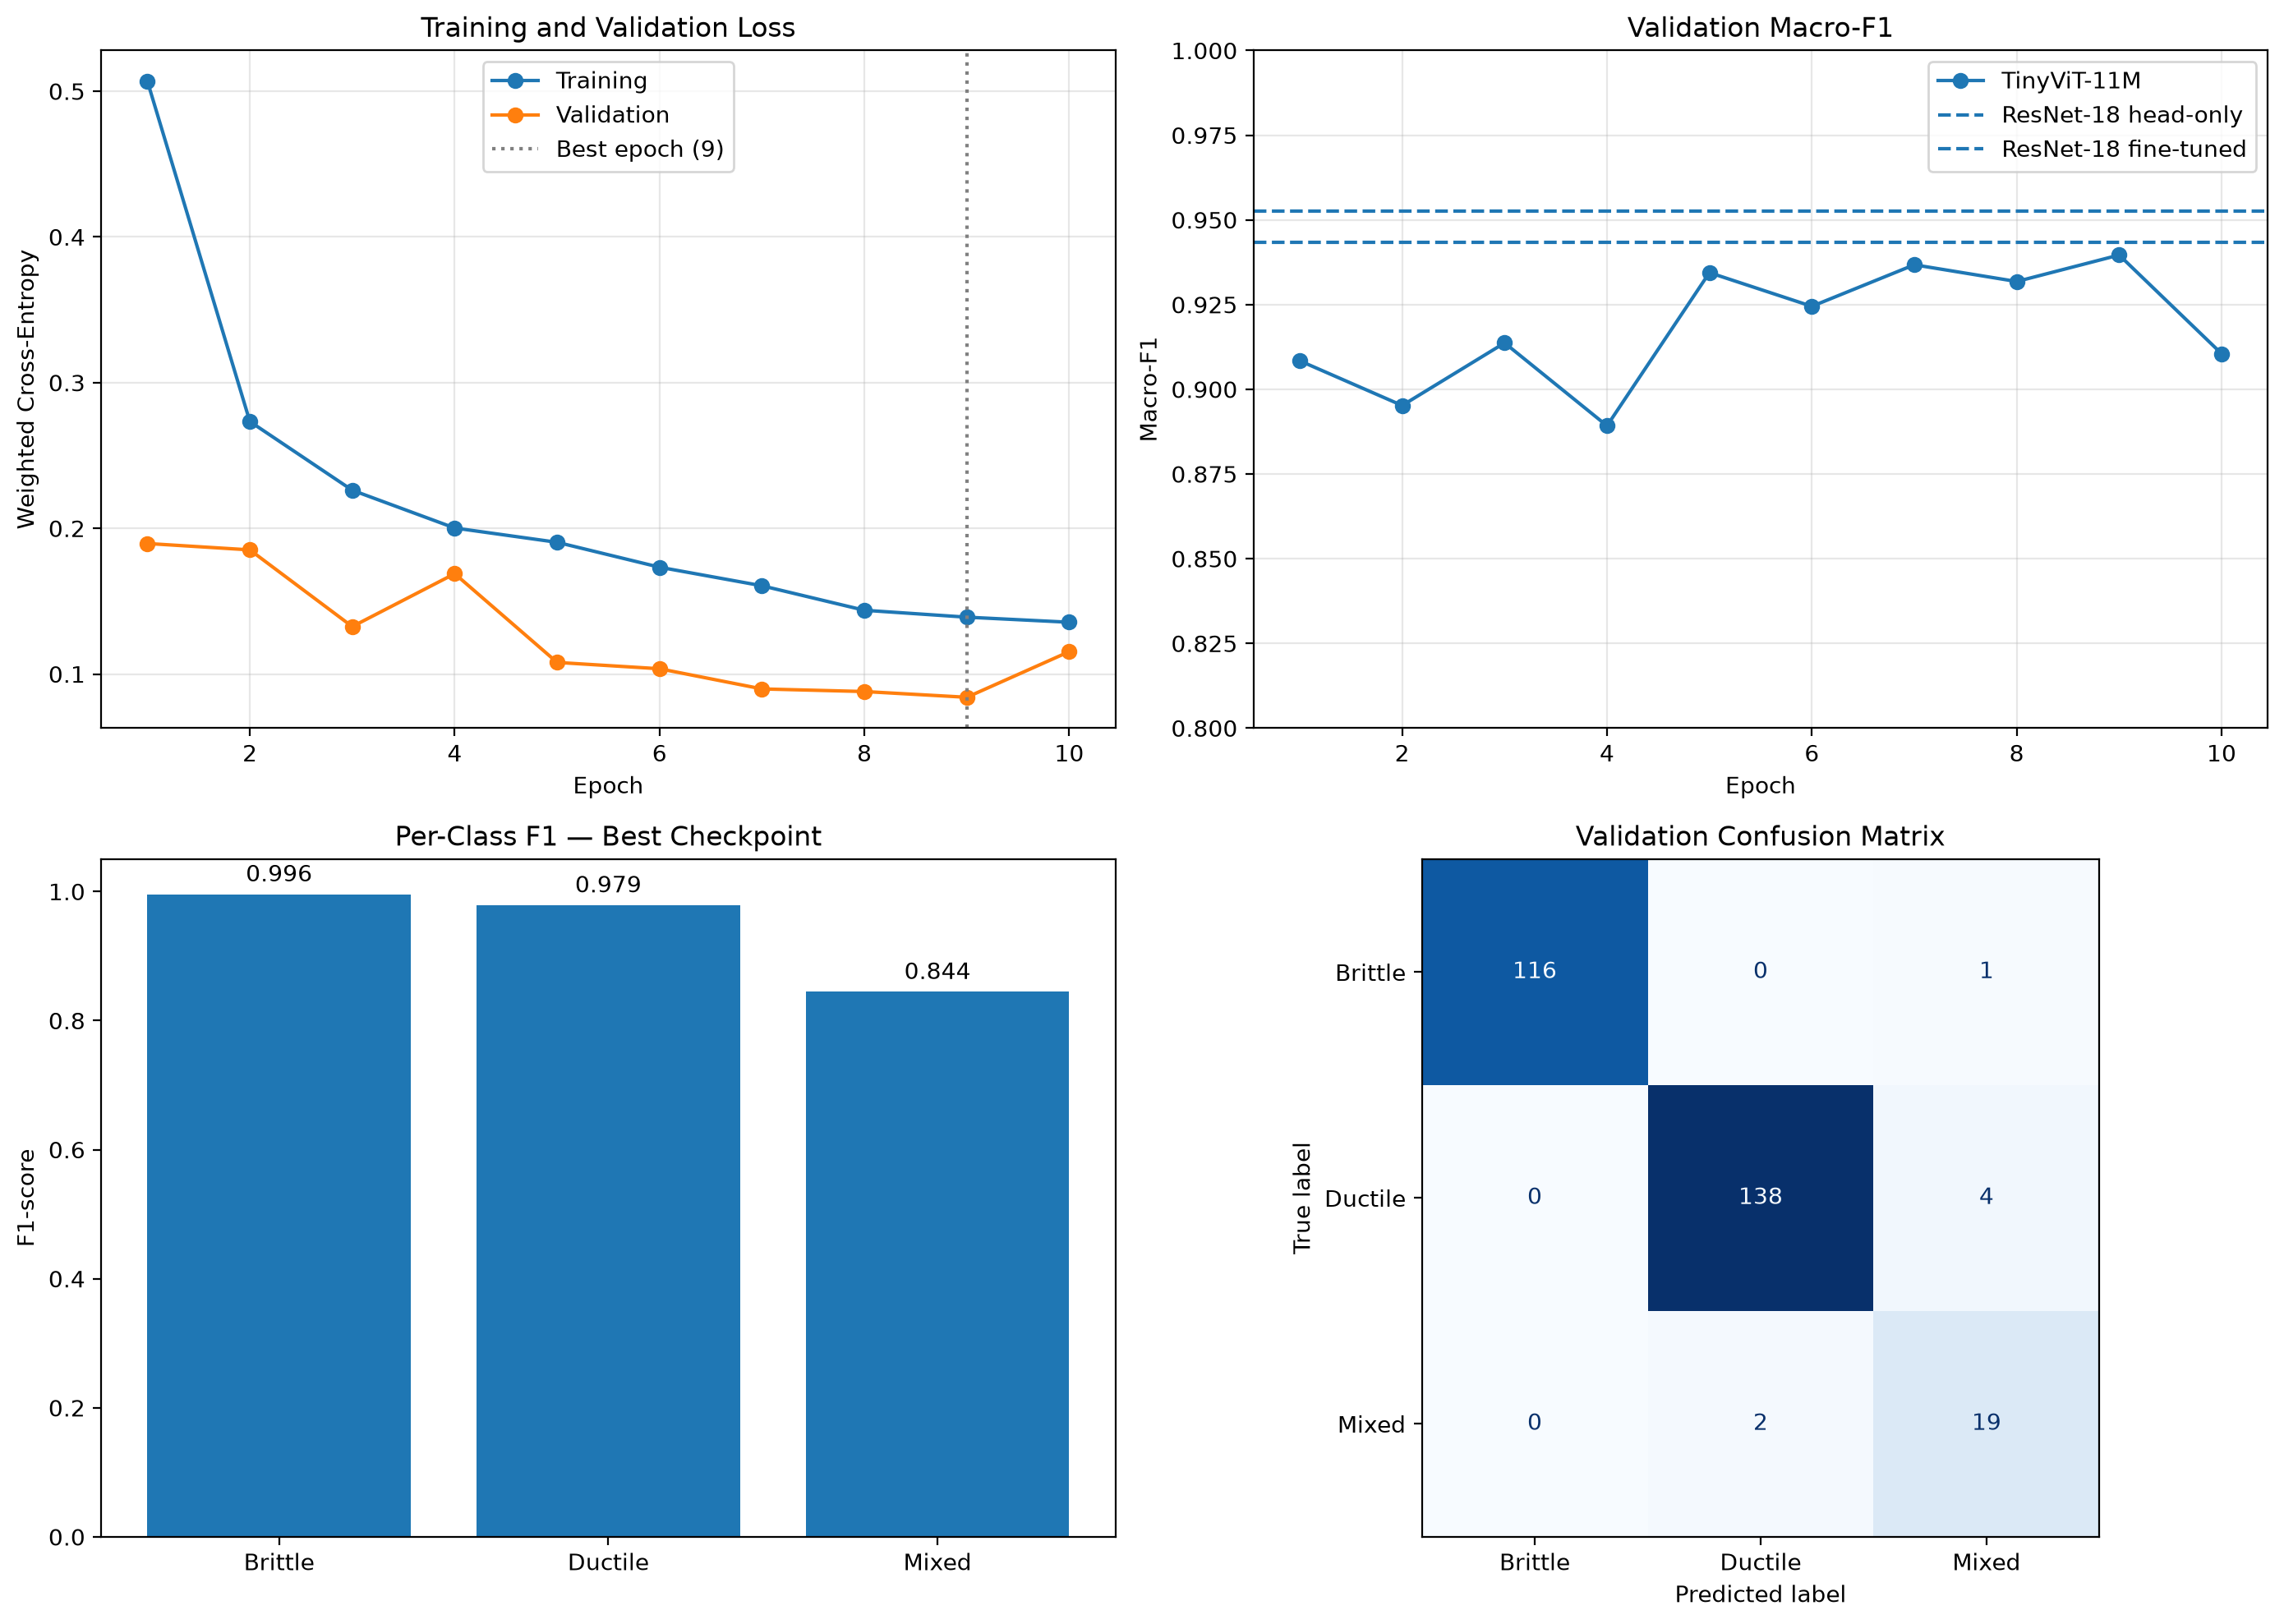 Training and Validation Loss
Weighted Cross-Entropy
0.5
0.4
0.3
0.2
0.1
Training
Validation
Best epoch (9)
2 4 6 8 10
Epoch
Validation Macro-F1
Macro-F1
1.000
0.975
0.950
0.925
0.900
0.875
0.850
0.825
0.800
TinyViT-11M
ResNet-18 head-only
ResNet-18 fine-tuned
2 4 6 8 10
Epoch
Per-Class F1 — Best Checkpoint
F1-score
1.0
0.8
0.6
0.4
0.2
0.0
0.996
0.979
0.844
Brittle Ductile Mixed
Validation Confusion Matrix
True label
Brittle 116 0 1
Ductile 0 138 4
Mixed 0 2 19
Brittle Ductile Mixed
Predicted label